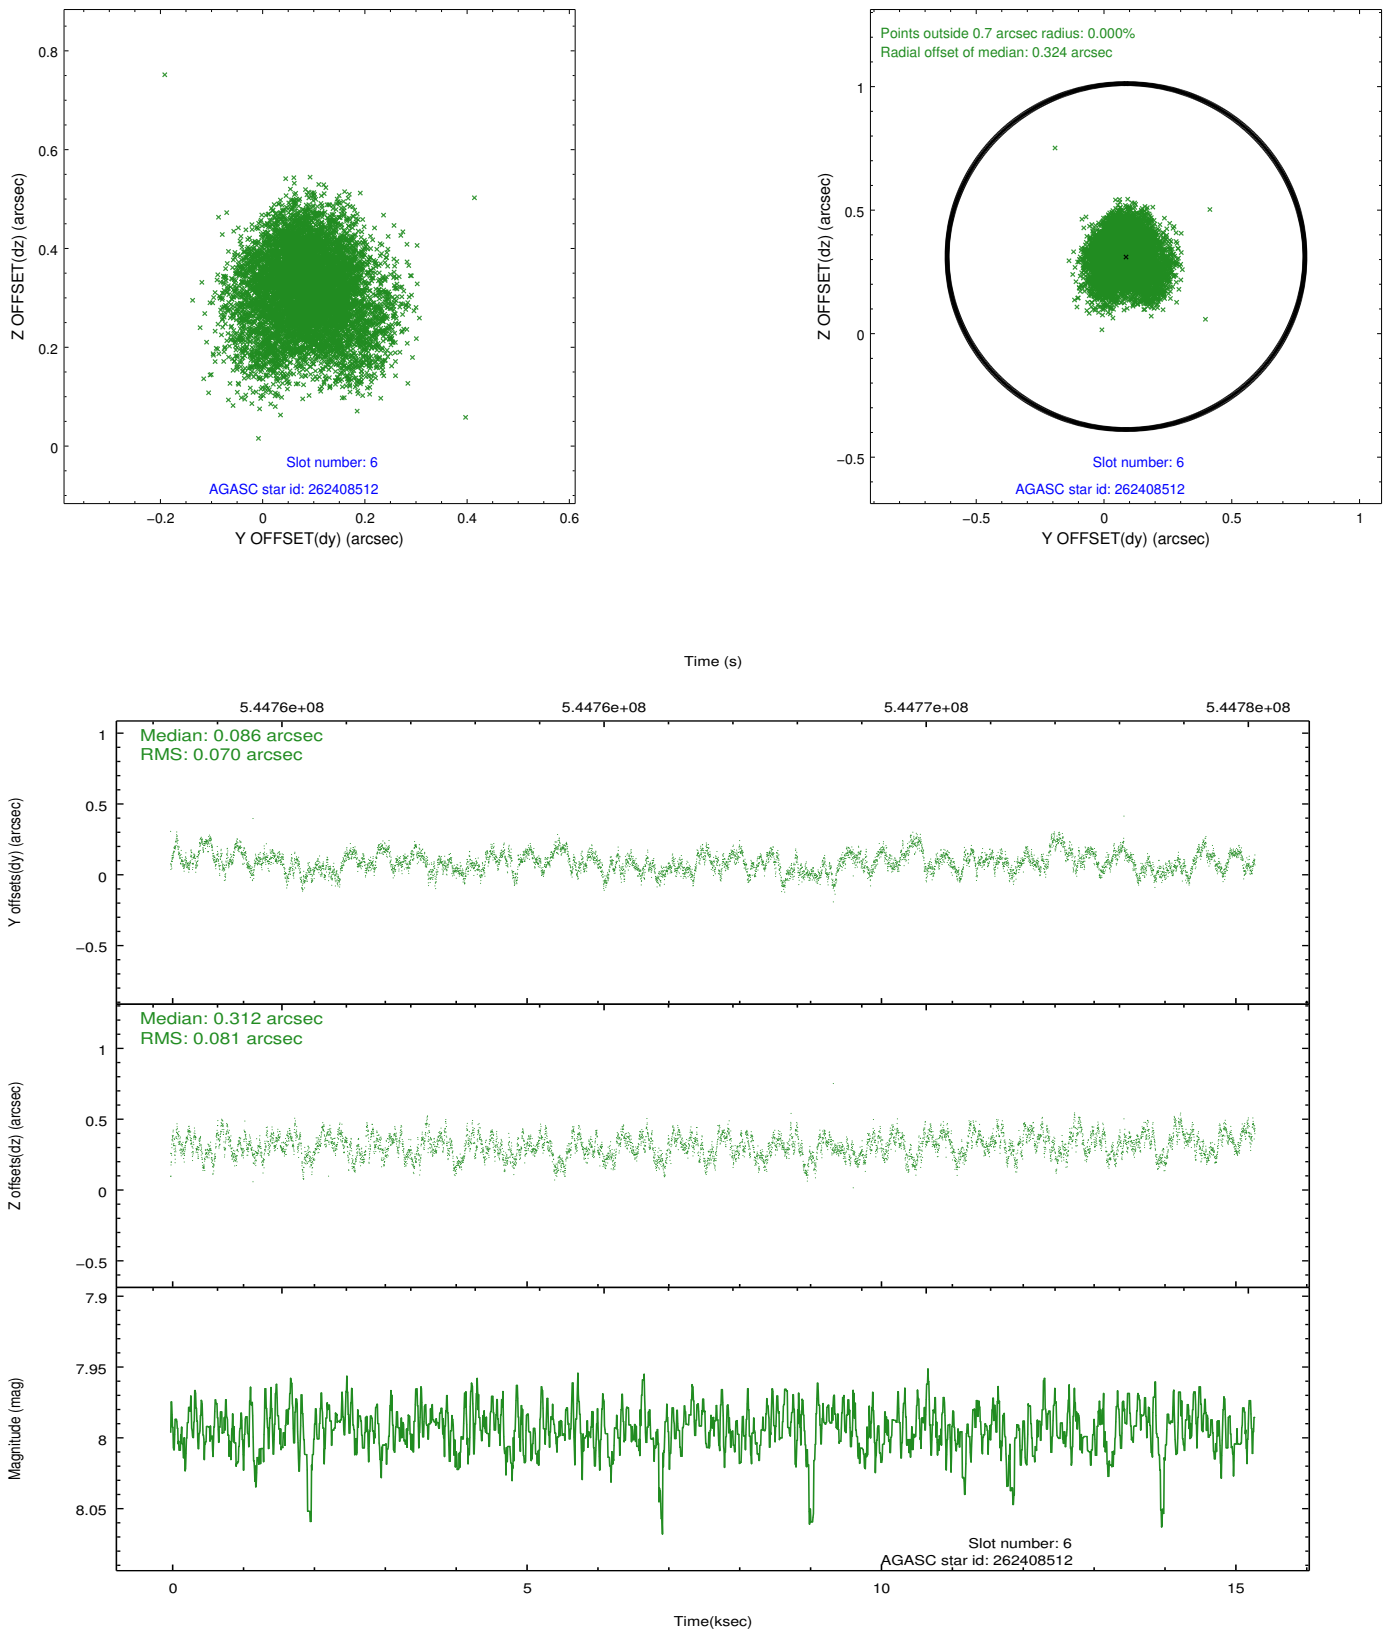 0.8
0.6
0.4
0.2
0
−0.2
0
0.2
0.4
0.6
Z OFFSET(dz) (arcsec)
Y OFFSET(dy) (arcsec)
Slot number: 6
AGASC star id: 262408512
Points outside 0.7 arcsec radius: 0.000%
Radial offset of median: 0.324 arcsec
1
0.5
0
−0.5
−0.5
0
0.5
1
Z OFFSET(dz) (arcsec)
Y OFFSET(dy) (arcsec)
Slot number: 6
AGASC star id: 262408512
Time (s)
5.4476e+08
5.4476e+08
5.4477e+08
5.4478e+08
Median: 0.086 arcsec
RMS: 0.070 arcsec
1
0.5
0
−0.5
Y offsets(dy) (arcsec)
Median: 0.312 arcsec
RMS: 0.081 arcsec
1
0.5
0
−0.5
Z offsets(dz) (arcsec)
7.9
7.95
8
8.05
Magnitude (mag)
Slot number: 6
AGASC star id: 262408512
0
5
10
15
Time(ksec)